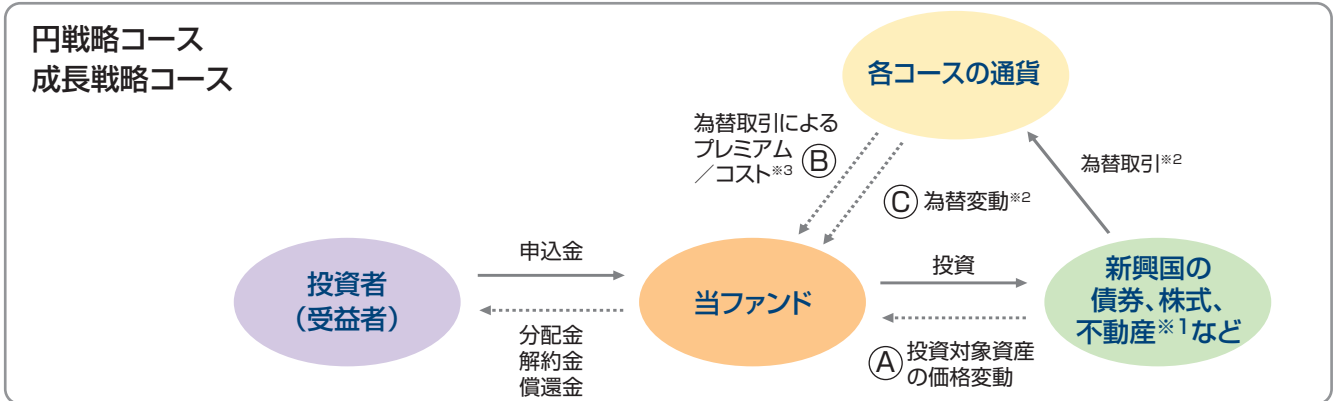 円戦略コース
成長戦略コース
各コースの通貨
為替取引による
プレミアム
／コスト※3
Ⓑ
為替取引※2
Ⓒ 為替変動※2
申込金
投資
投資者
（受益者）
当ファンド
新興国の
債券、株式、
不動産※1など
分配金
解約金
償還金
Ⓐ 投資対象資産
の価格変動